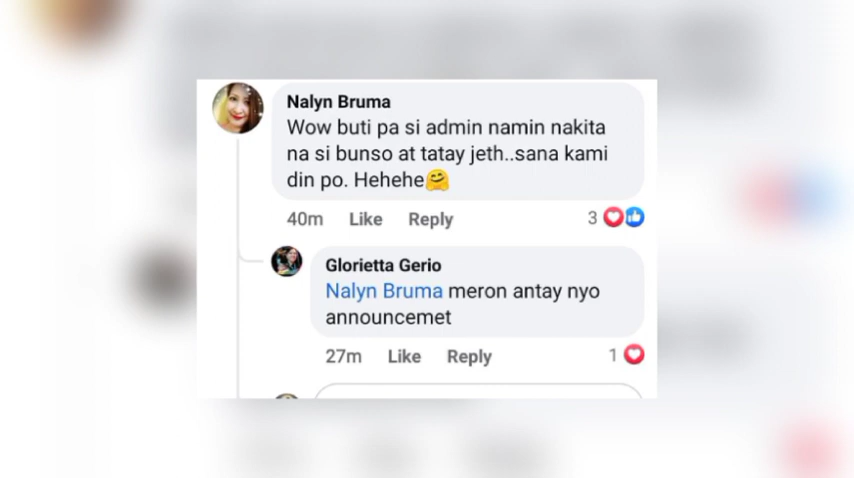 Nalyn Bruma
Wow buti pa si admin namin nakita
na si bunso at tatay jeth..sana kami
din po. Hehehe🤗
40m Like Reply 3
Glorietta Gerio
Nalyn Bruma meron antay nyo
announcemet
27m Like Reply 1